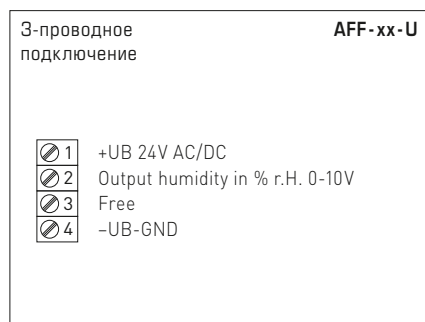 3-проводное AFF-xx-U
подключение
1 +UB 24V AC/DC
2 Output humidity in % r.H. 0-10V
3 Free
4 –UB-GND